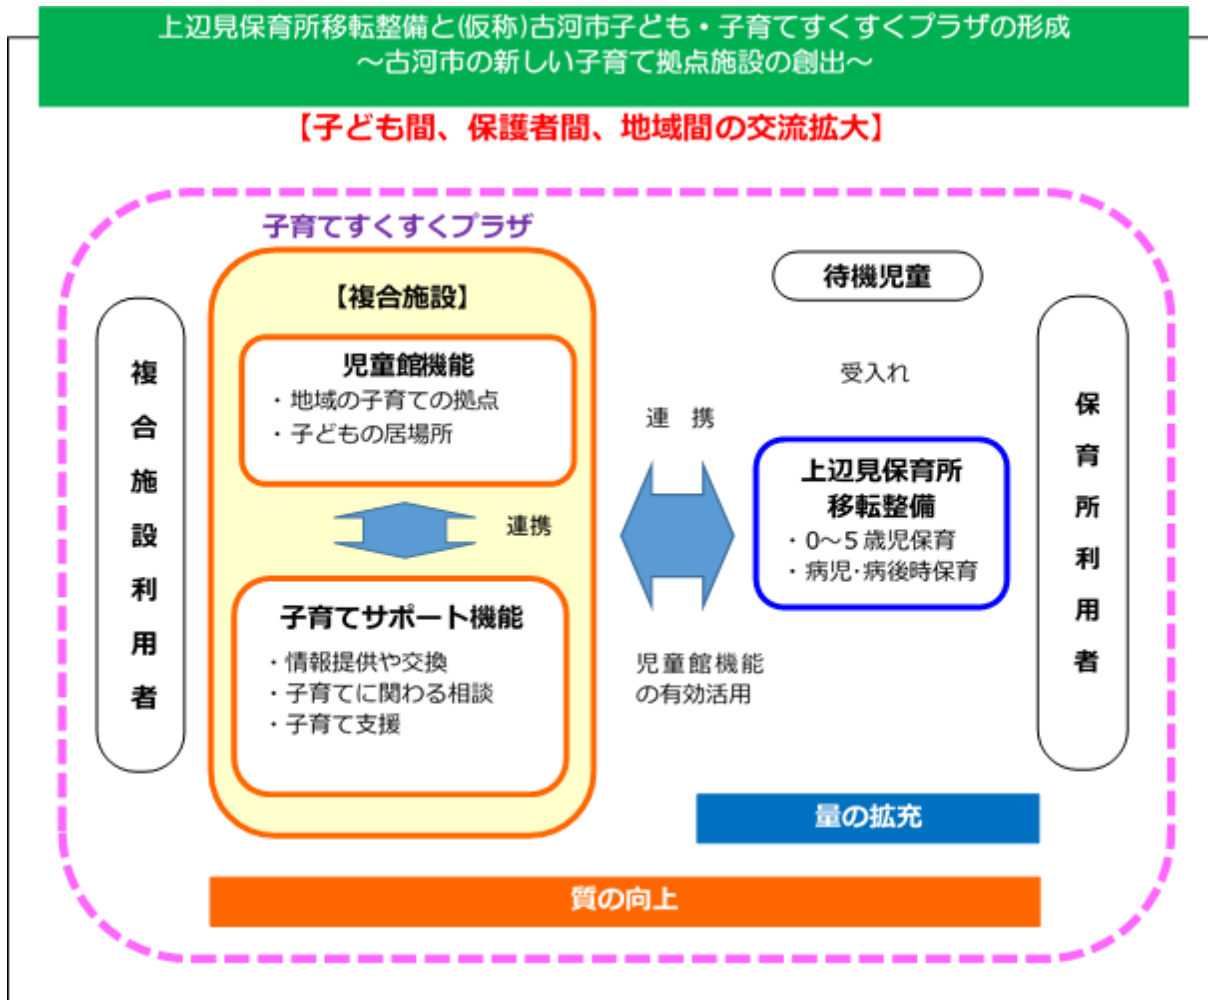 上辺見保育所移転整備と(仮称)古河市子ども・子育てすくすくプラザの形成
～古河市の新しい子育て拠点施設の創出～
【子ども間、保護者間、地域間の交流拡大】
子育てすくすくプラザ
【複合施設】
児童館機能
・地域の子育ての拠点
・子どもの居場所
連携
子育てサポート機能
・情報提供や交換
・子育てに関わる相談
・子育て支援
複合施設利用者
連 携
児童館機能
の有効活用
待機児童
受入れ
上辺見保育所
移転整備
・0～5歳児保育
・病児・病後時保育
保育所利用者
量の拡充
質の向上